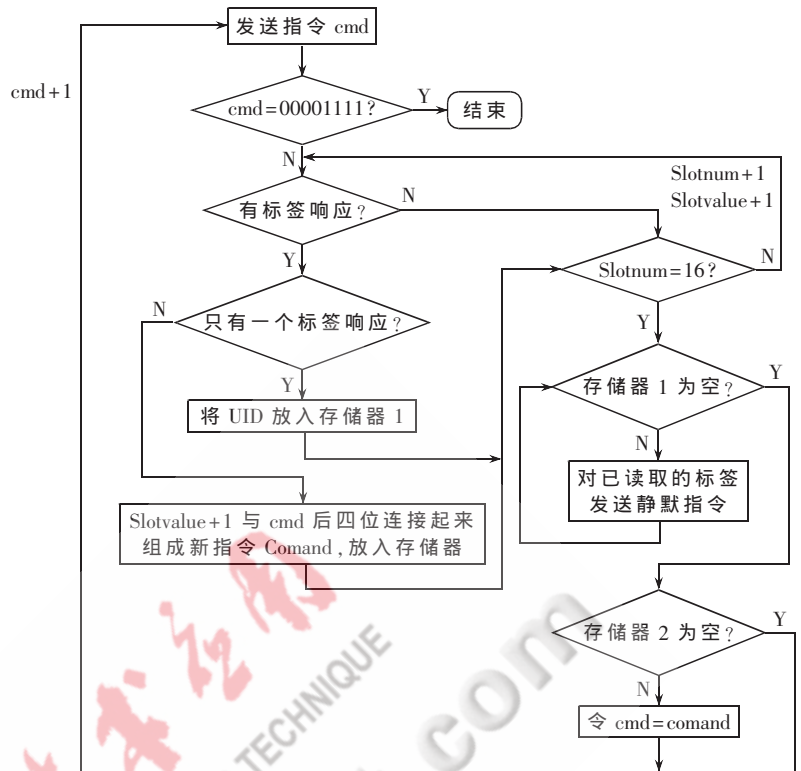 发送指令 cmd
cmd+1
cmd=00001111?
Y
结束
N
Slotnum+1
Slotvalue+1
有标签响应?
N
Y
Slotnum=16?
N
只有一个标签响应?
N
Y
Y
存储器 1 为空?
Y
将 UID 放入存储器 1
N
对已读取的标签
发送静默指令
Slotvalue+1 与 cmd 后四位连接起来
组成新指令 Comand,放入存储器
存储器 2 为空?
Y
N
令 cmd=comand
TECHNIQUE
com